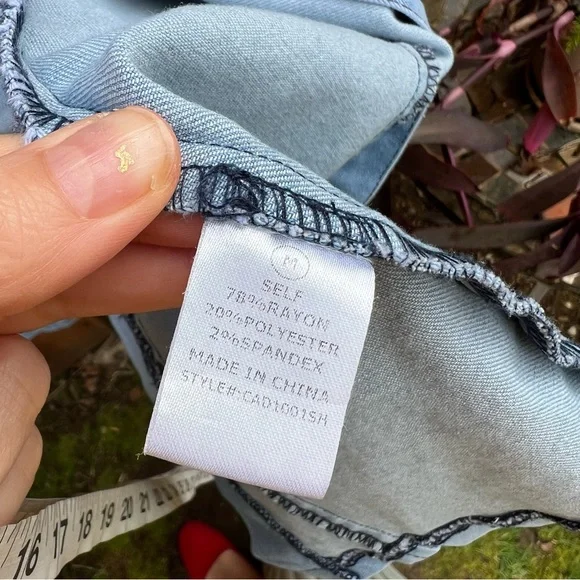 M
SELF
78%RAYON
20%POLYESTER
2%SPANDEX
MADE IN CHINA
STYLE#:CAD1001SH
16 17 18 19 20 21